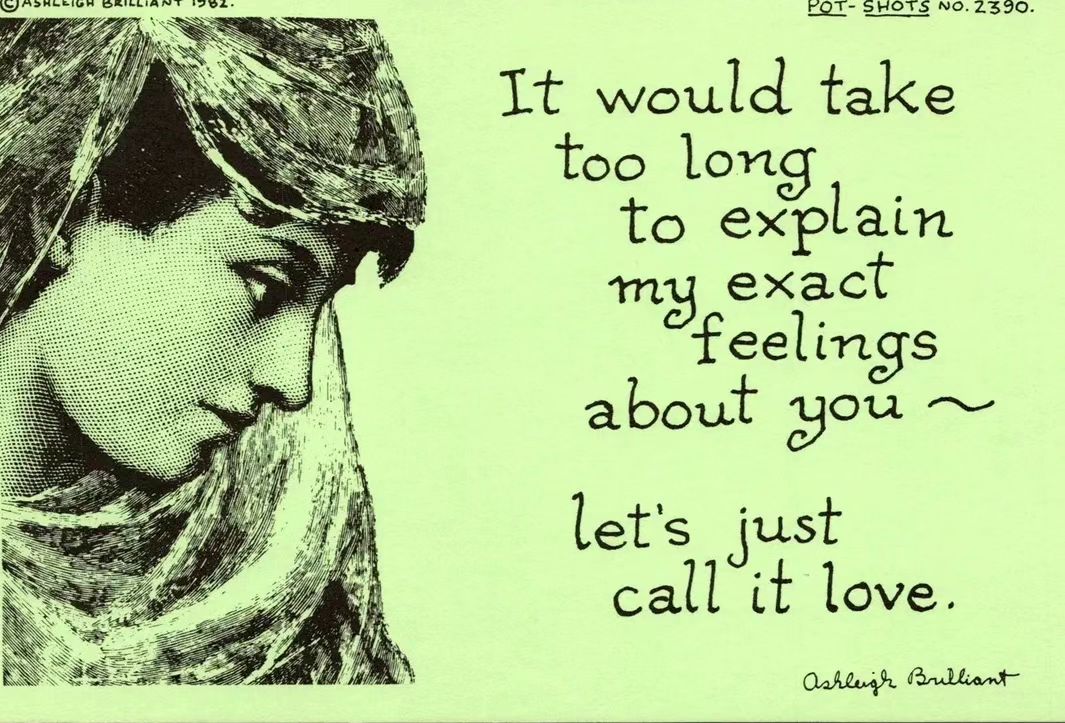 © ASHLEIGH BRILLIANT 1982.
POT-SHOTS NO. 2390.
It would take
too long
to explain
my exact
feelings
about you ~
let's just
call it love.
Ashleigh Brilliant